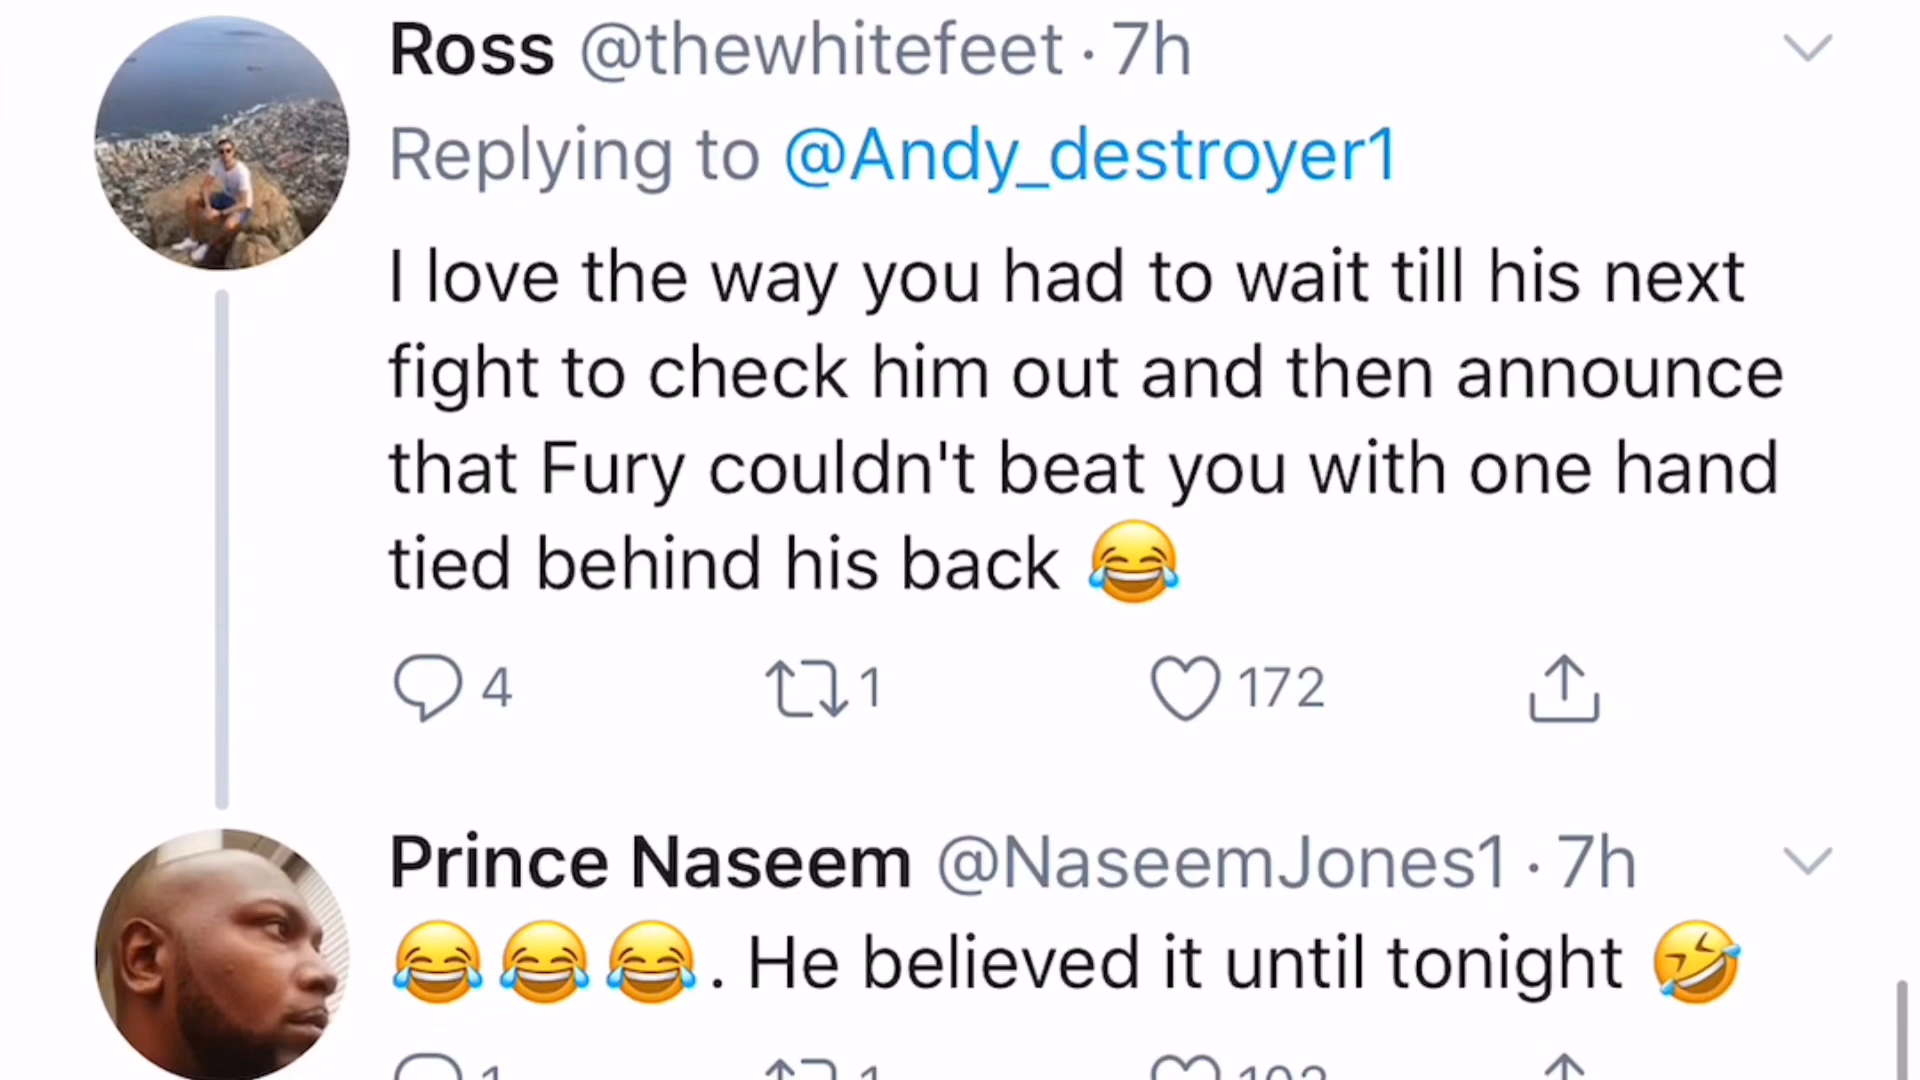 Ross @thewhitefeet · 7h
Replying to @Andy_destroyer1
I love the way you had to wait till his next
fight to check him out and then announce
that Fury couldn't beat you with one hand
tied behind his back 😂
4 1 172
Prince Naseem @NaseemJones1 · 7h
😂😂😂. He believed it until tonight 🤣